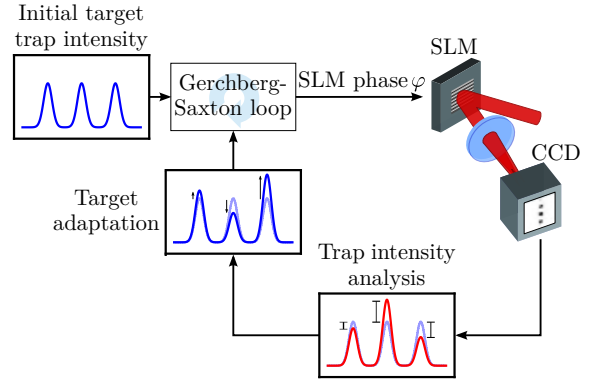 Initial target
trap intensity
Gerchberg-
Saxton loop
SLM phase φ
SLM
CCD
Target
adaptation
Trap intensity
analysis